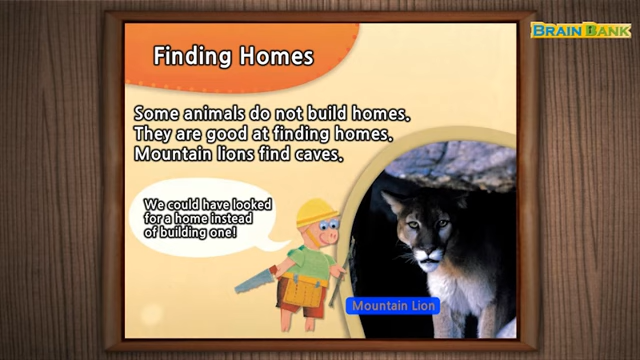 BRAIN BANK
Finding Homes
Some animals do not build homes.
They are good at finding homes.
Mountain lions find caves.
We could have looked
for a home instead
of building one!
Mountain Lion